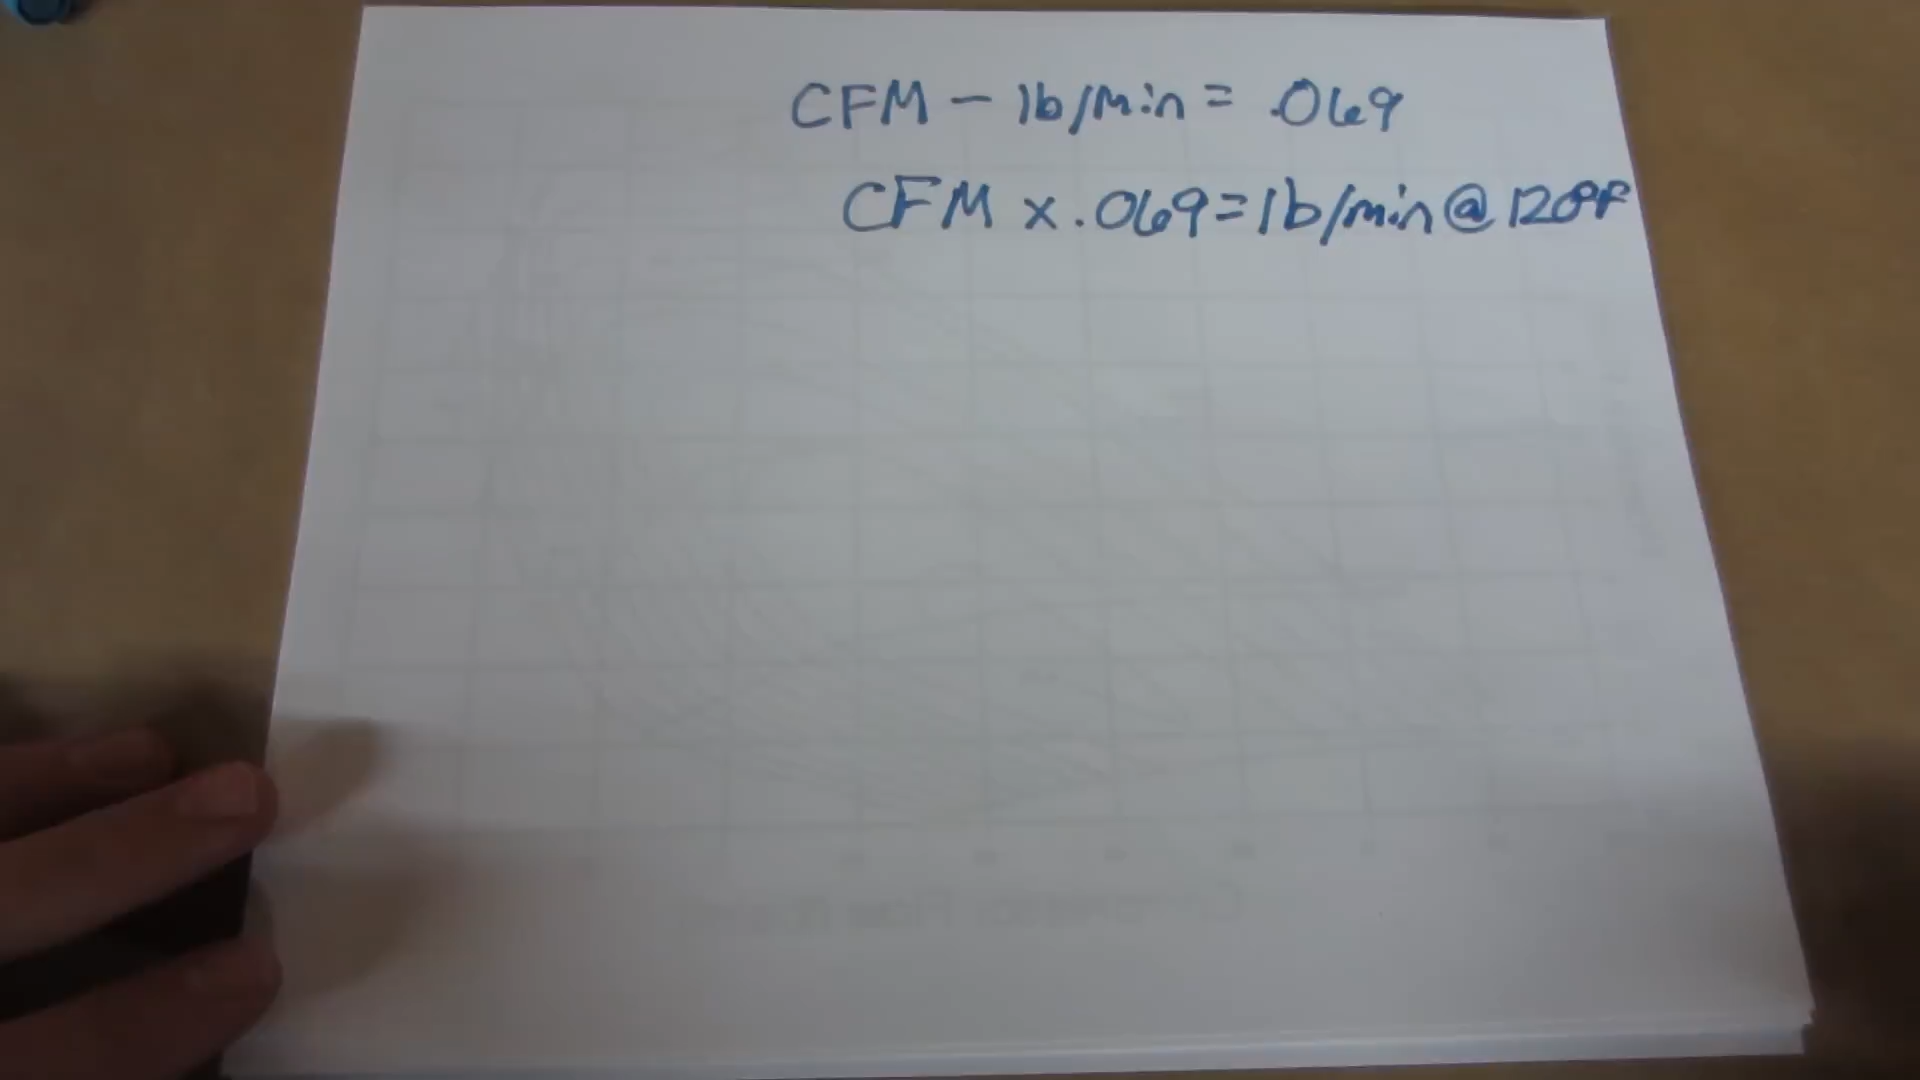 CFM - lb/min = .069
CFM x .069 = lb/min @ 120°F